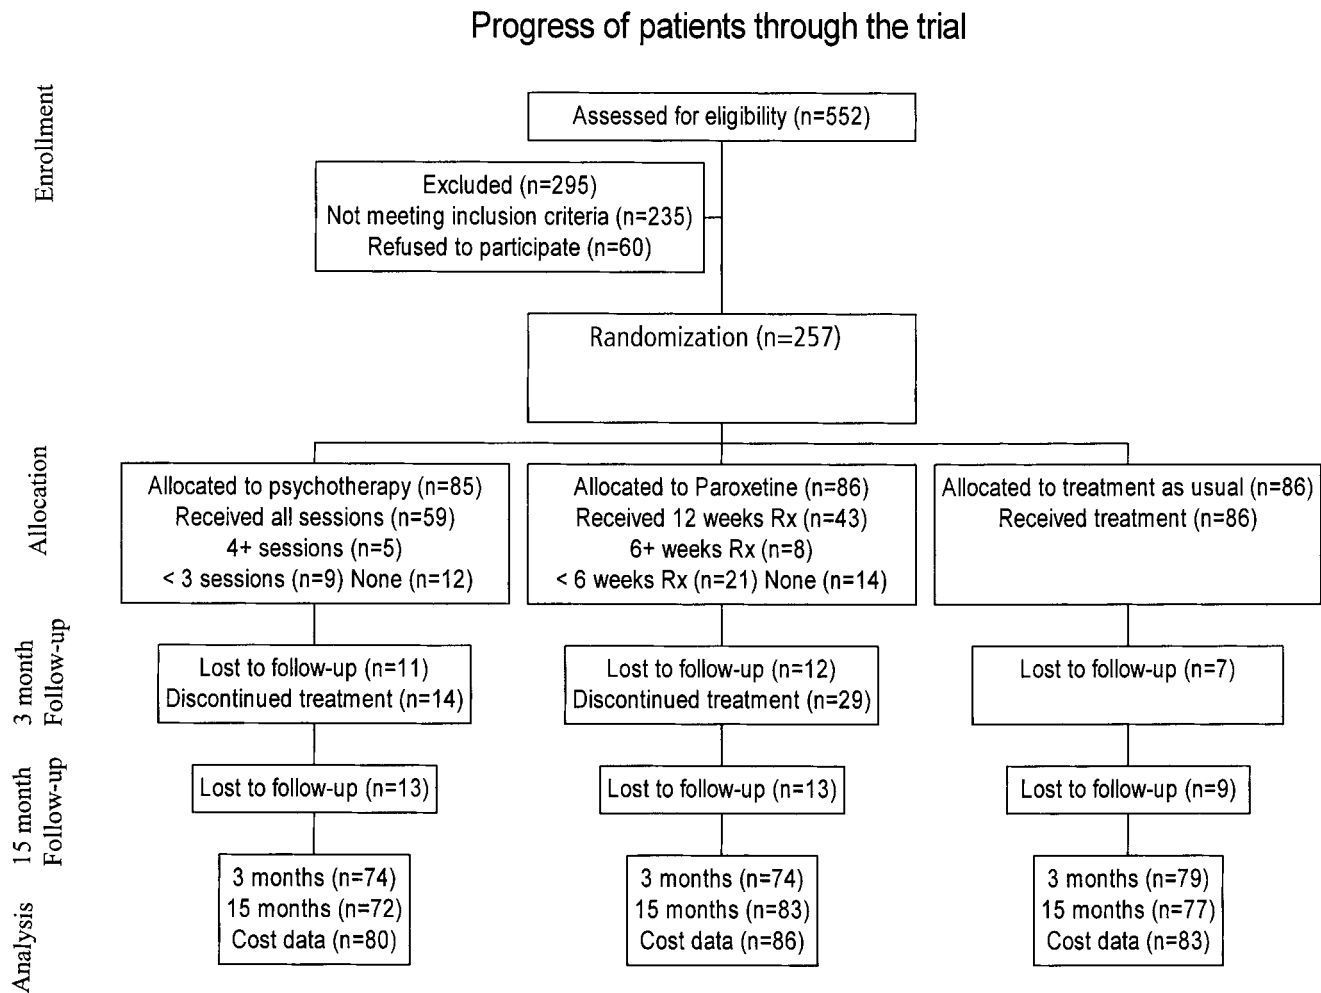 Progress of patients through the trial
Enrollment
Assessed for eligibility (n=552)
Excluded (n=295)
Not meeting inclusion criteria (n=235)
Refused to participate (n=60)
Randomization (n=257)
Allocation
Allocated to psychotherapy (n=85)
Received all sessions (n=59)
4+ sessions (n=5)
< 3 sessions (n=9) None (n=12)
Allocated to Paroxetine (n=86)
Received 12 weeks Rx (n=43)
6+ weeks Rx (n=8)
< 6 weeks Rx (n=21) None (n=14)
Allocated to treatment as usual (n=86)
Received treatment (n=86)
3 month
Follow-up
Lost to follow-up (n=11)
Discontinued treatment (n=14)
Lost to follow-up (n=12)
Discontinued treatment (n=29)
Lost to follow-up (n=7)
15 month
Follow-up
Lost to follow-up (n=13)
Lost to follow-up (n=13)
Lost to follow-up (n=9)
Analysis
3 months (n=74)
15 months (n=72)
Cost data (n=80)
3 months (n=74)
15 months (n=83)
Cost data (n=86)
3 months (n=79)
15 months (n=77)
Cost data (n=83)